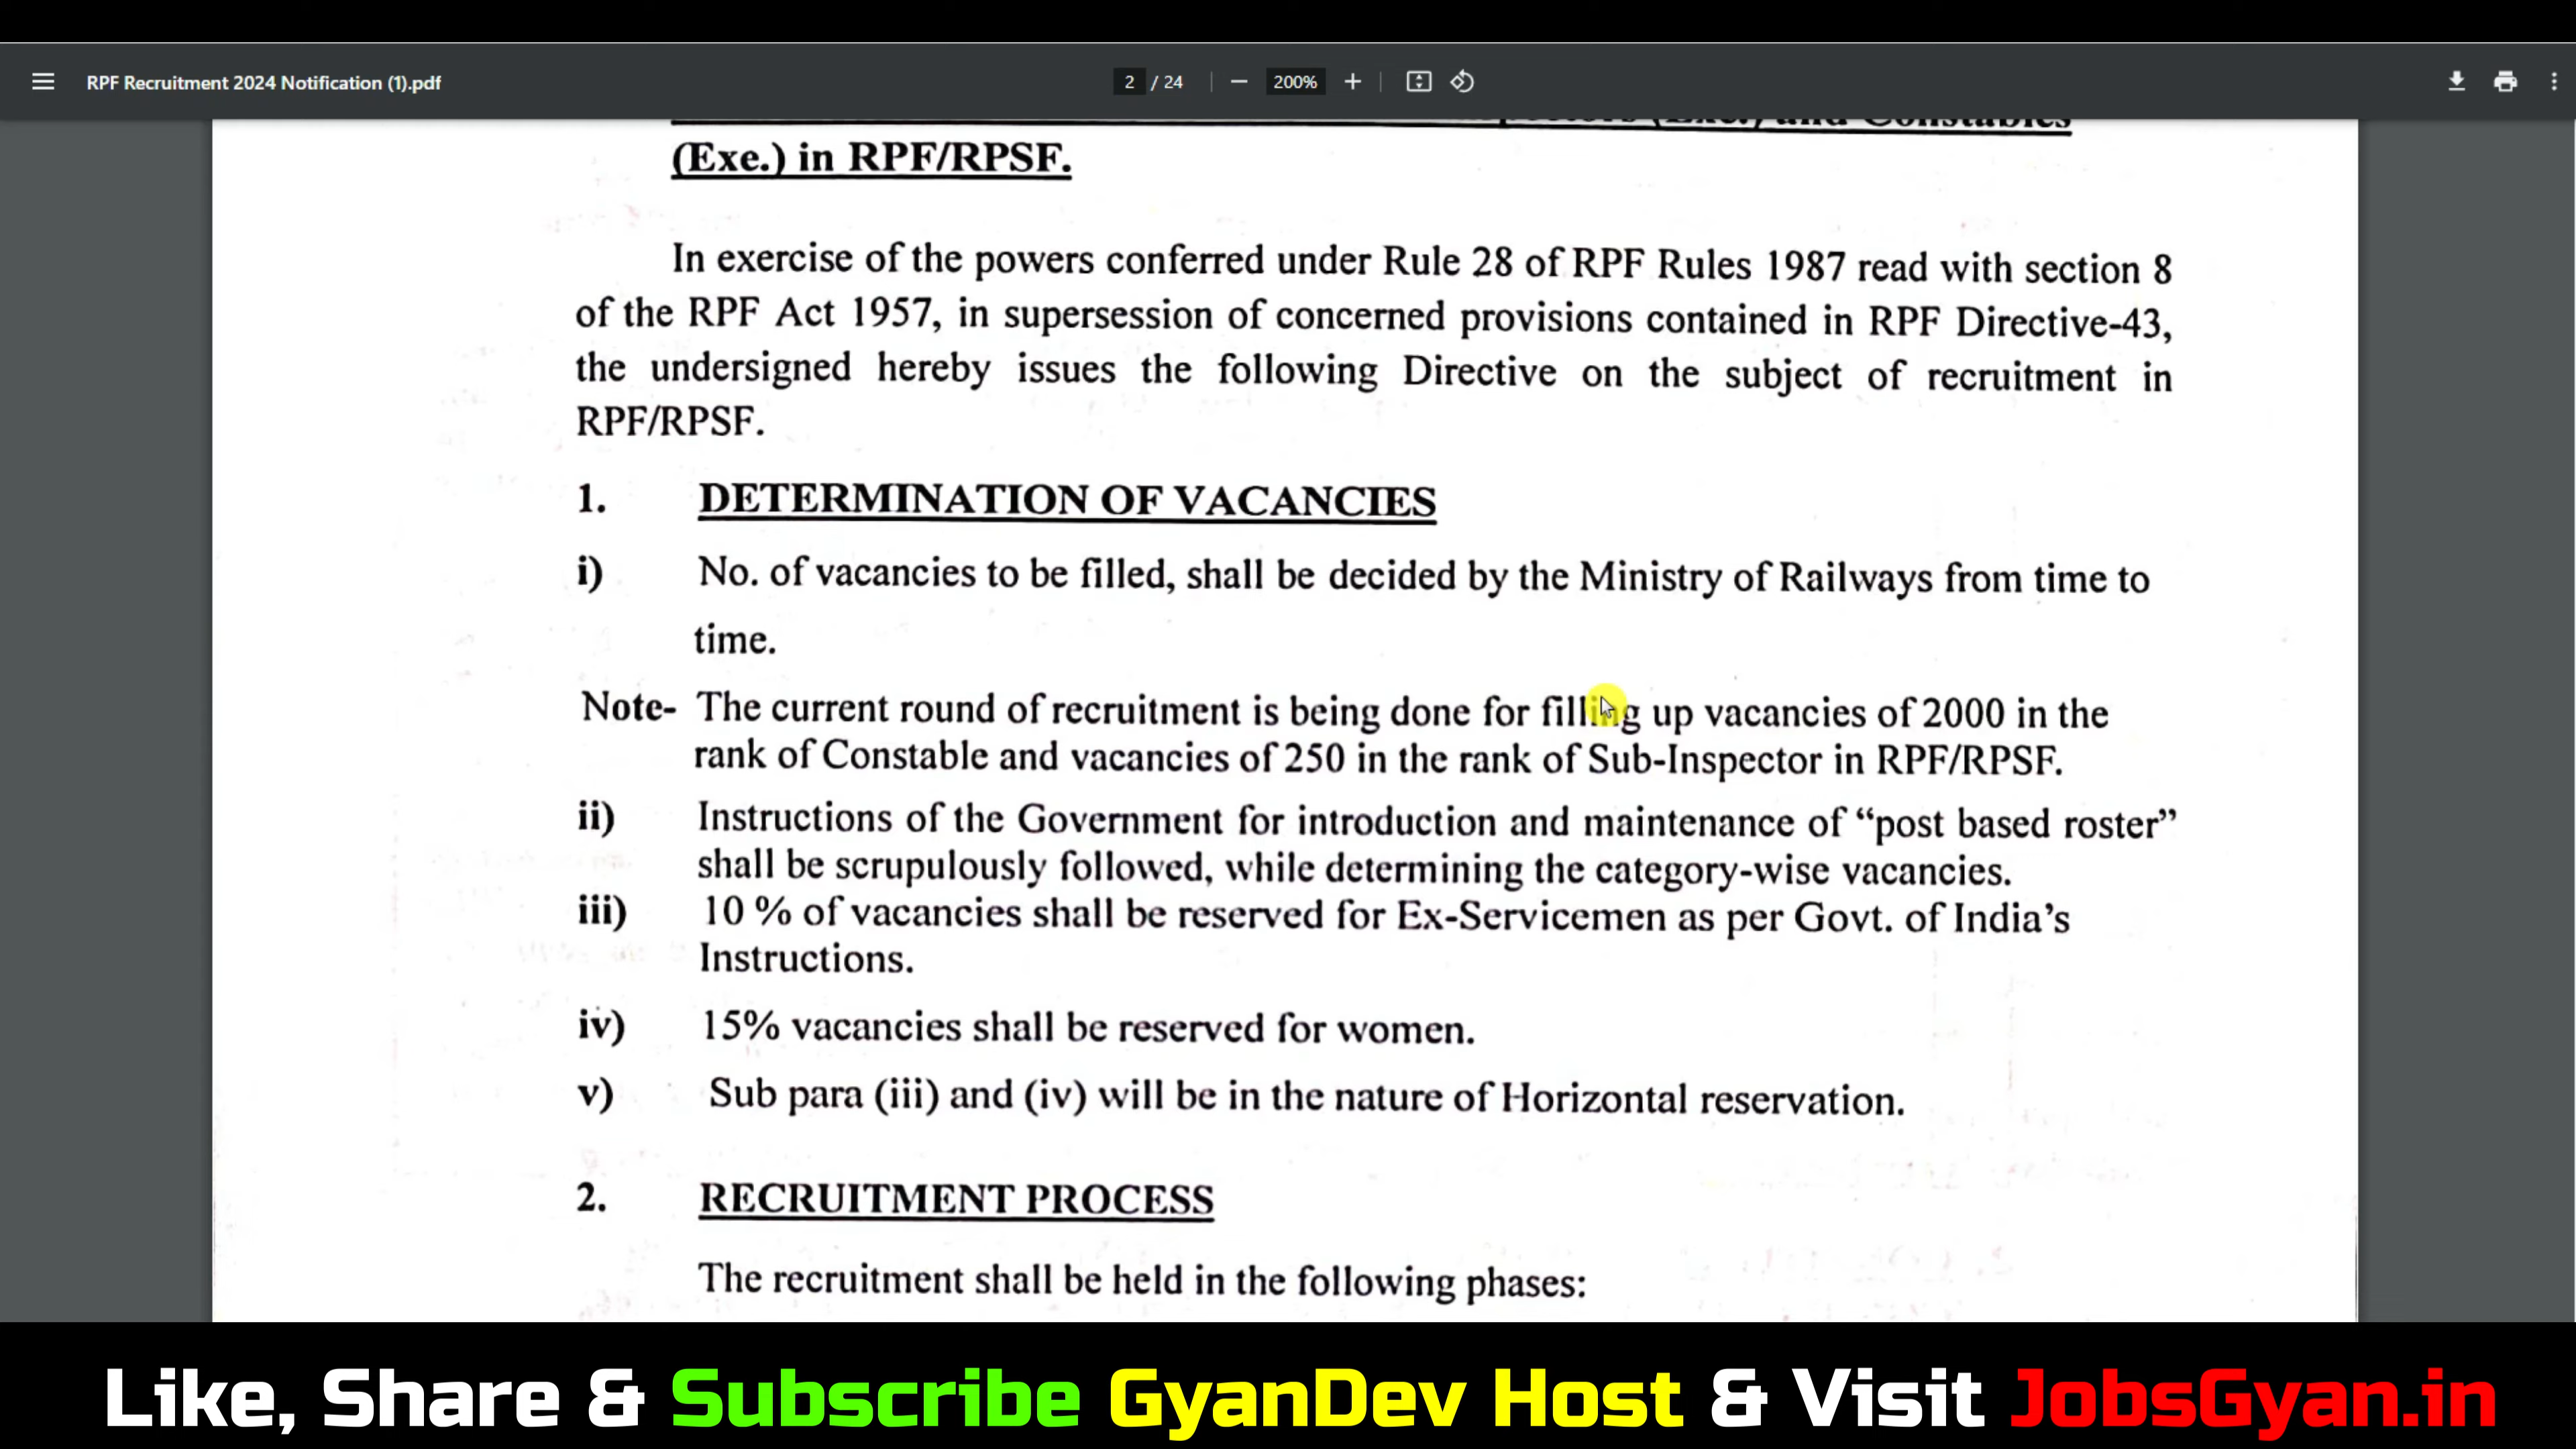 RPF Recruitment 2024 Notification (1).pdf
2 / 24
200%
(Exe.) and Constables
(Exe.) in RPF/RPSF.
In exercise of the powers conferred under Rule 28 of RPF Rules 1987 read with section 8
of the RPF Act 1957, in supersession of concerned provisions contained in RPF Directive-43,
the undersigned hereby issues the following Directive on the subject of recruitment in
RPF/RPSF.
1. DETERMINATION OF VACANCIES
i) No. of vacancies to be filled, shall be decided by the Ministry of Railways from time to
time.
Note- The current round of recruitment is being done for filling up vacancies of 2000 in the
rank of Constable and vacancies of 250 in the rank of Sub-Inspector in RPF/RPSF.
ii) Instructions of the Government for introduction and maintenance of “post based roster”
shall be scrupulously followed, while determining the category-wise vacancies.
iii) 10 % of vacancies shall be reserved for Ex-Servicemen as per Govt. of India’s
Instructions.
iv) 15% vacancies shall be reserved for women.
v) Sub para (iii) and (iv) will be in the nature of Horizontal reservation.
2. RECRUITMENT PROCESS
The recruitment shall be held in the following phases:
Like, Share & Subscribe GyanDev Host & Visit JobsGyan.in